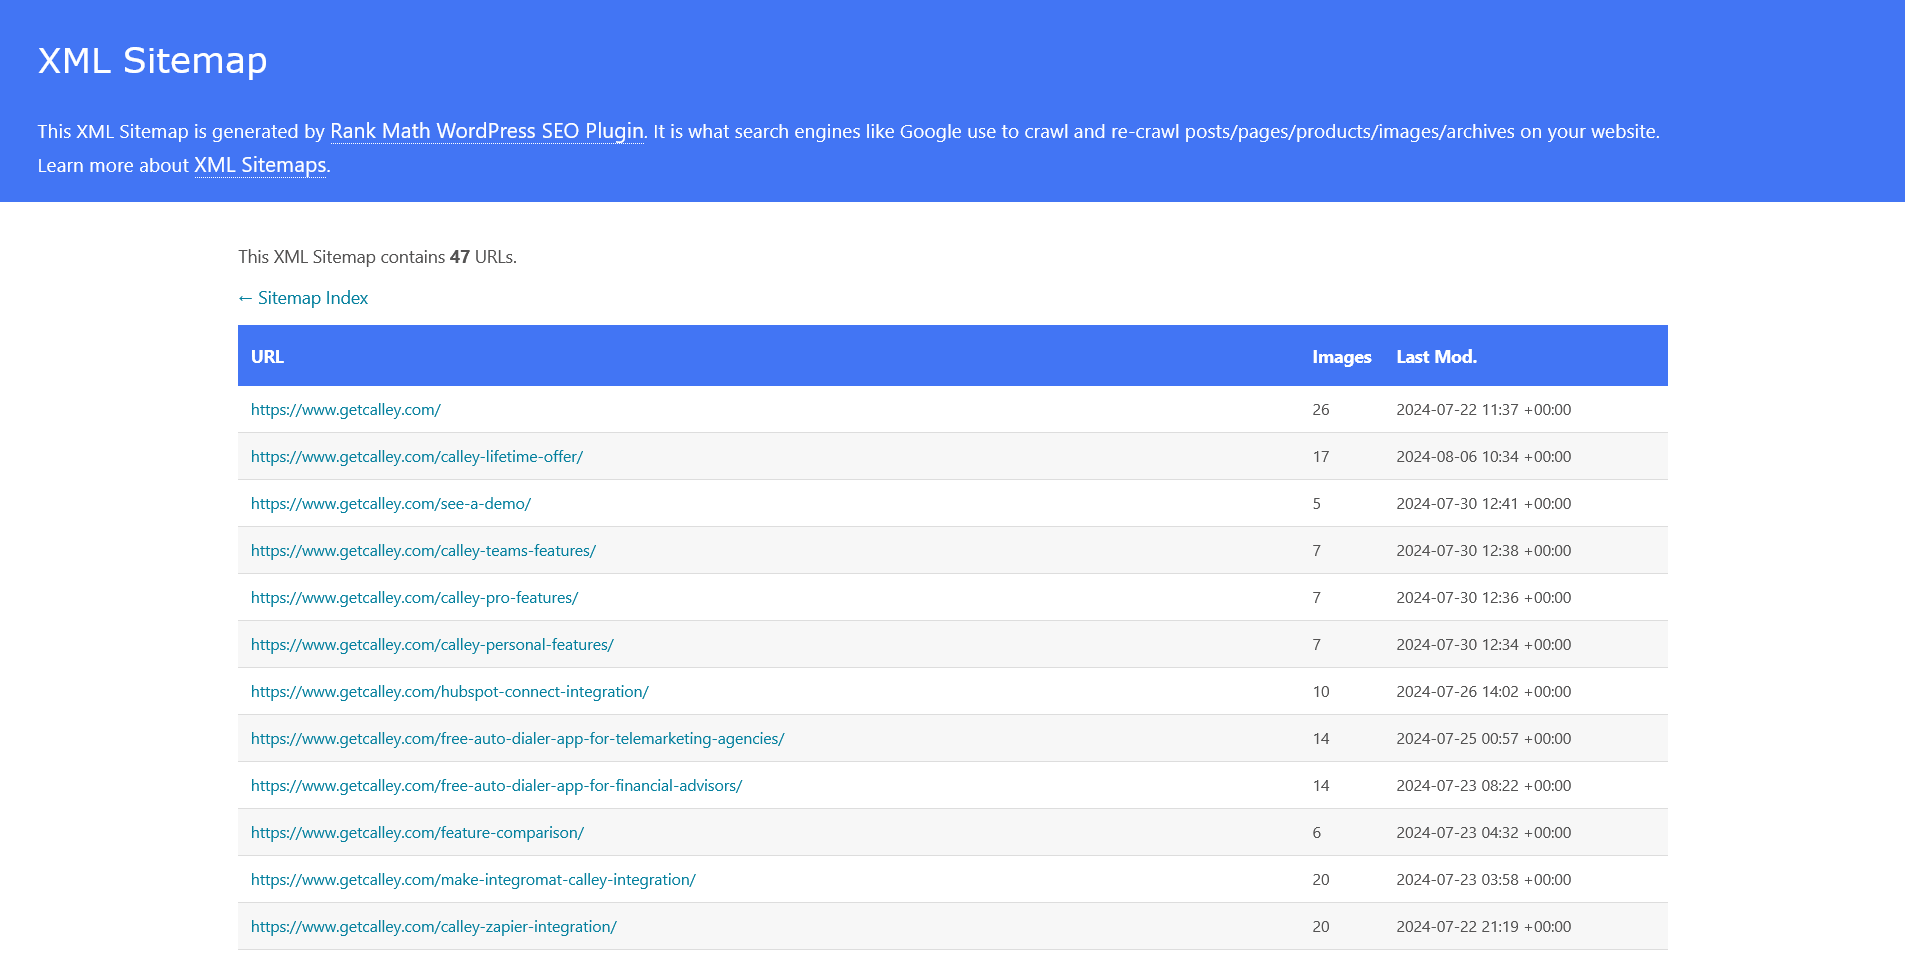 XML Sitemap
This XML Sitemap is generated by Rank Math WordPress SEO Plugin. It is what search engines like Google use to crawl and re-crawl posts/pages/products/images/archives on your website.
Learn more about XML Sitemaps.
This XML Sitemap contains 47 URLs.
← Sitemap Index
URL Images Last Mod.
https://www.getcalley.com/ 26 2024-07-22 11:37 +00:00
https://www.getcalley.com/calley-lifetime-offer/ 17 2024-08-06 10:34 +00:00
https://www.getcalley.com/see-a-demo/ 5 2024-07-30 12:41 +00:00
https://www.getcalley.com/calley-teams-features/ 7 2024-07-30 12:38 +00:00
https://www.getcalley.com/calley-pro-features/ 7 2024-07-30 12:36 +00:00
https://www.getcalley.com/calley-personal-features/ 7 2024-07-30 12:34 +00:00
https://www.getcalley.com/hubspot-connect-integration/ 10 2024-07-26 14:02 +00:00
https://www.getcalley.com/free-auto-dialer-app-for-telemarketing-agencies/ 14 2024-07-25 00:57 +00:00
https://www.getcalley.com/free-auto-dialer-app-for-financial-advisors/ 14 2024-07-23 08:22 +00:00
https://www.getcalley.com/feature-comparison/ 6 2024-07-23 04:32 +00:00
https://www.getcalley.com/make-integromat-calley-integration/ 20 2024-07-23 03:58 +00:00
https://www.getcalley.com/calley-zapier-integration/ 20 2024-07-22 21:19 +00:00